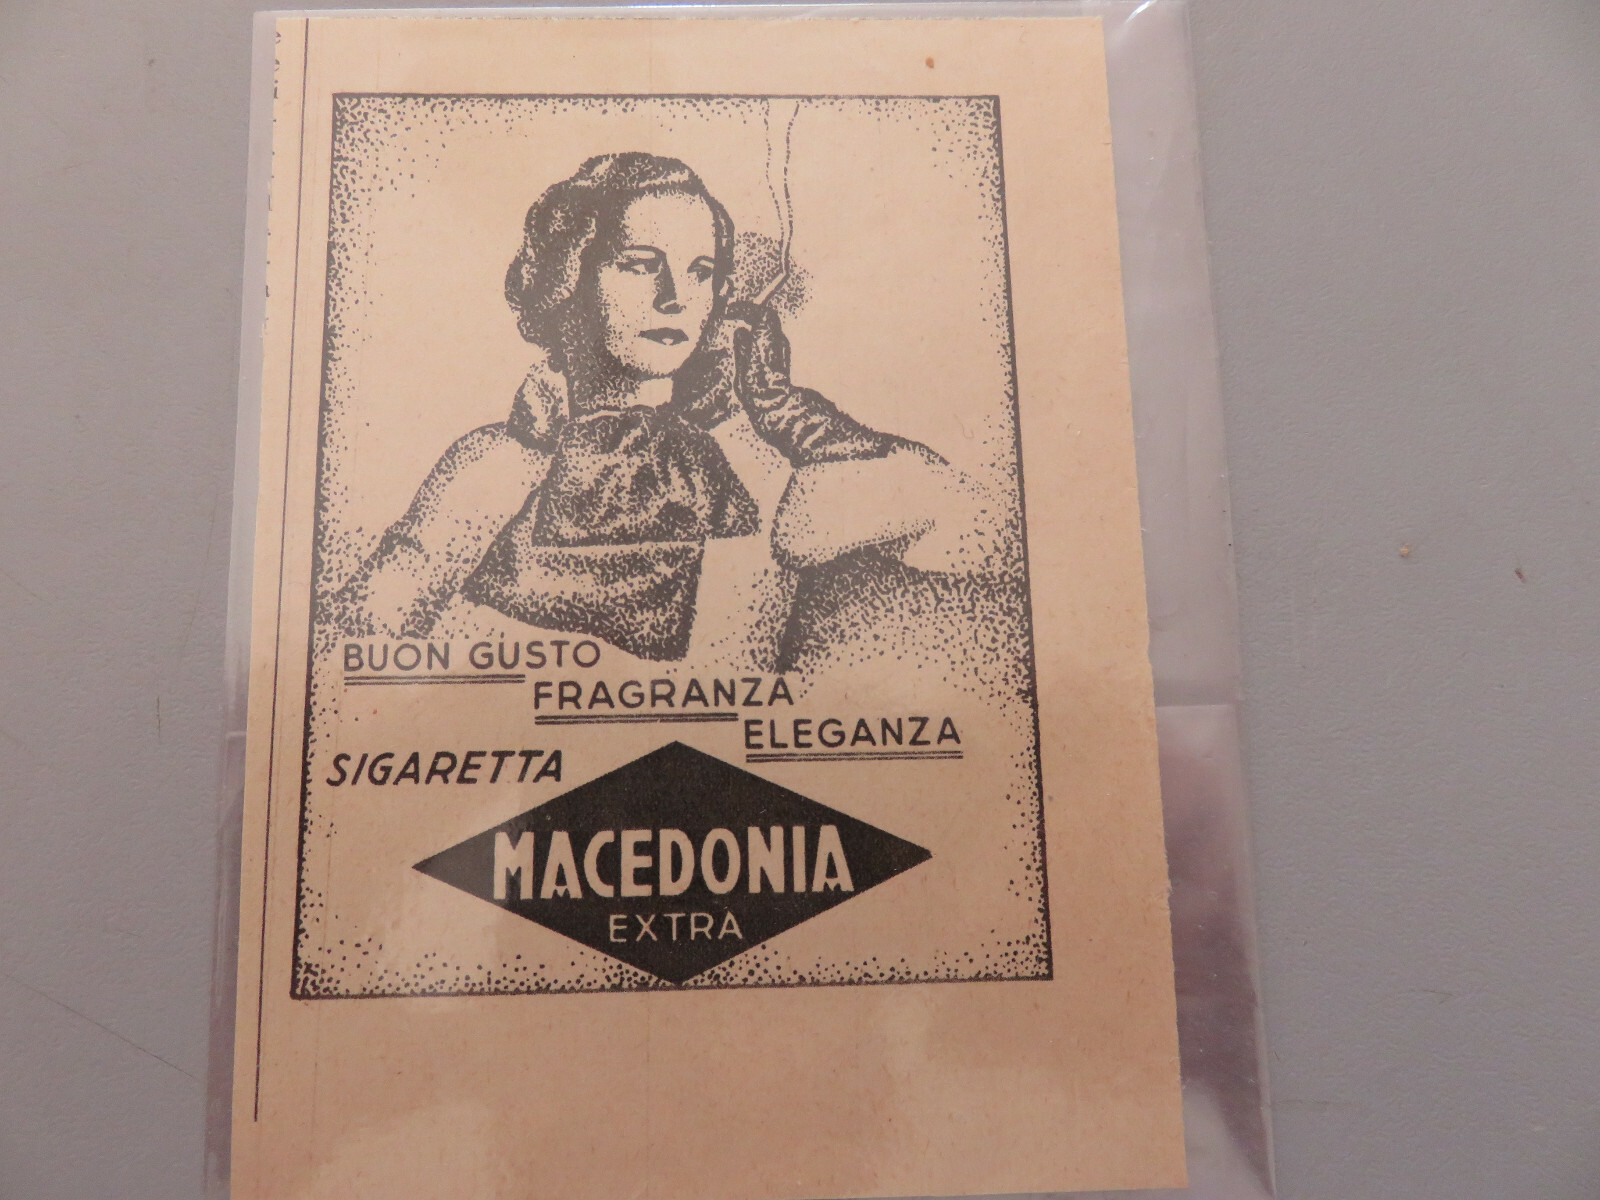 BUON GUSTO
FRAGRANZA
ELEGANZA
SIGARETTA
MACEDONIA
EXTRA